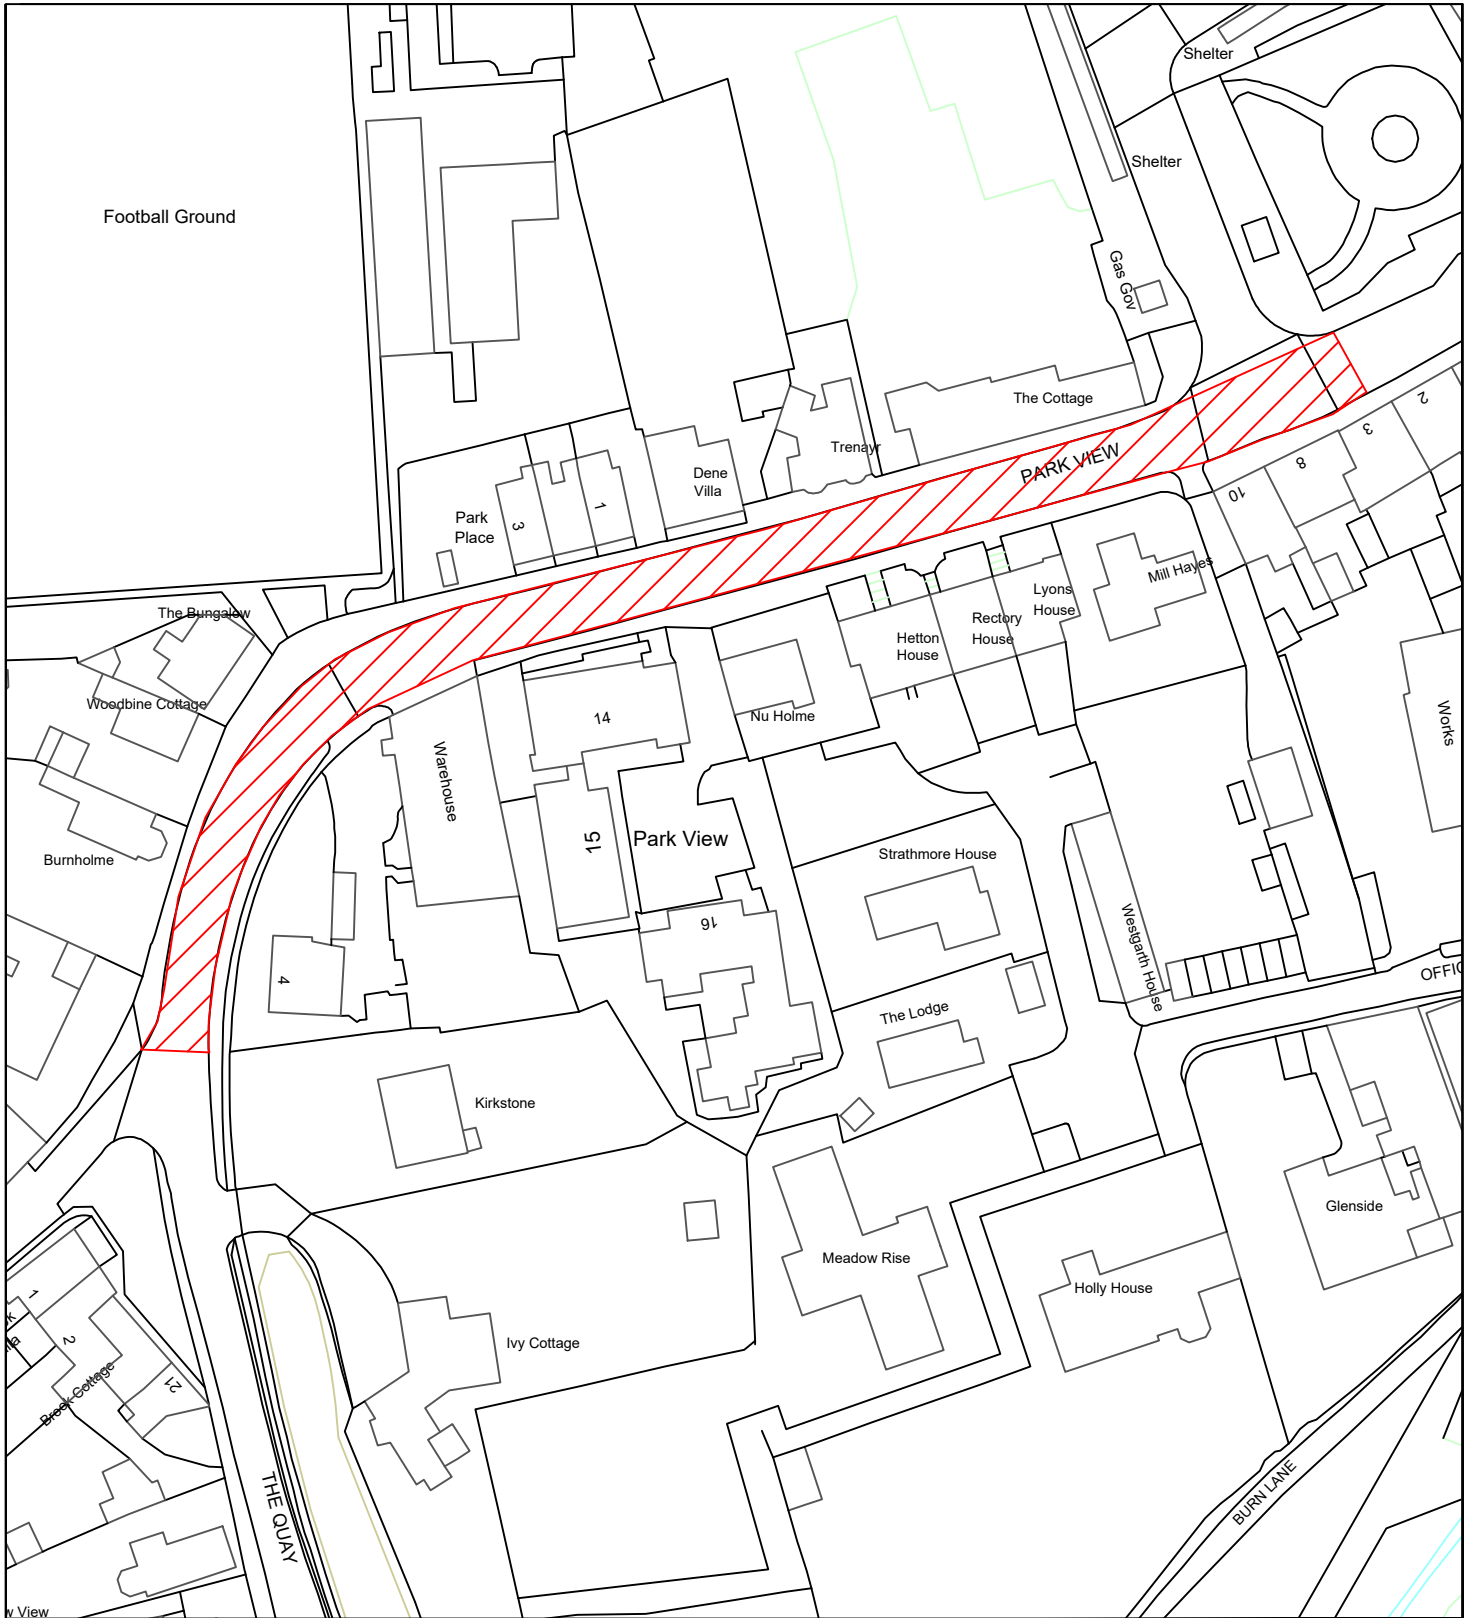 Shelter
Shelter
Football Ground
Gas Gov
The Cottage
2
3
8
10
Trenayr
PARK VIEW
Dene
Villa
1
3
Park
Place
Mill Hayes
Lyons
House
Rectory
House
Hetton
House
The Bungalow
Woodbine Cottage
14
Nu Holme
Works
Warehouse
15
Park View
Burnholme
Strathmore House
16
Westgarth House
4
OFFIC
The Lodge
Kirkstone
Glenside
Meadow Rise
Holly House
1
2
Ivy Cottage
21
Brook Cottage
THE QUAY
BURN LANE
w View